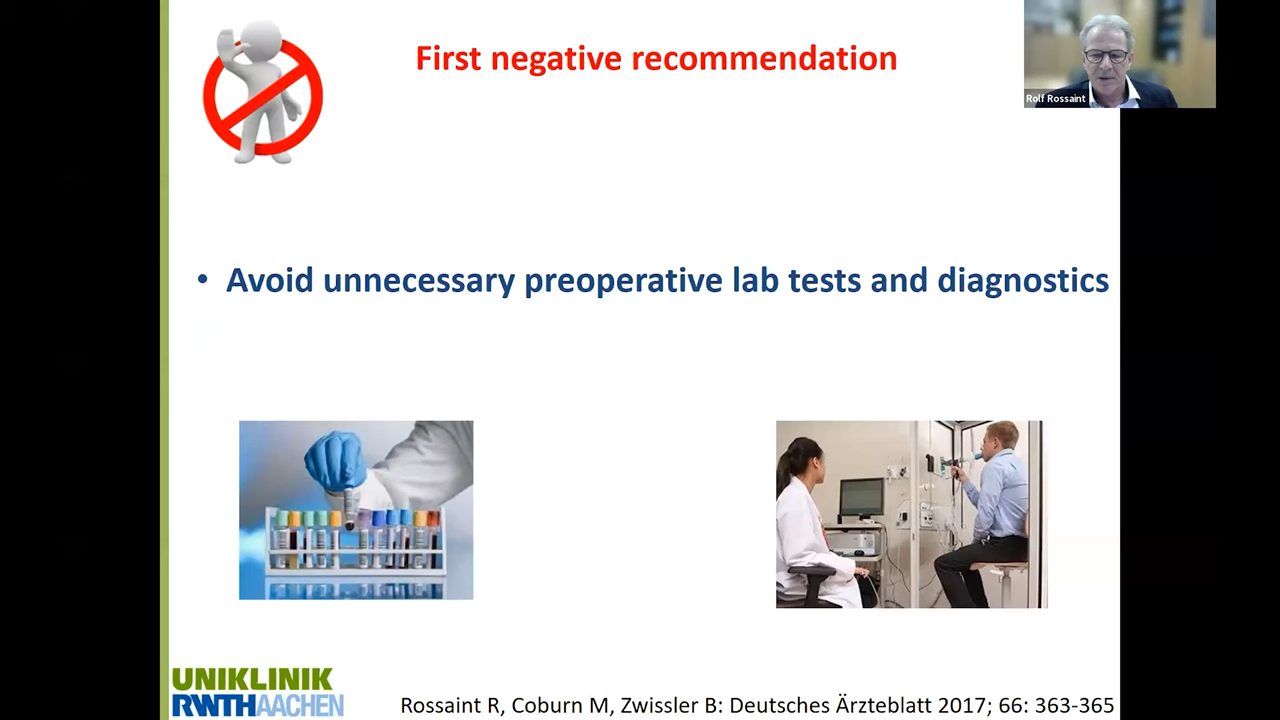 First negative recommendation
Rolf Rossaint
• Avoid unnecessary preoperative lab tests and diagnostics
UNIKLINIK
RWTHAACHEN
Rossaint R, Coburn M, Zwissler B: Deutsches Ärzteblatt 2017; 66: 363-365